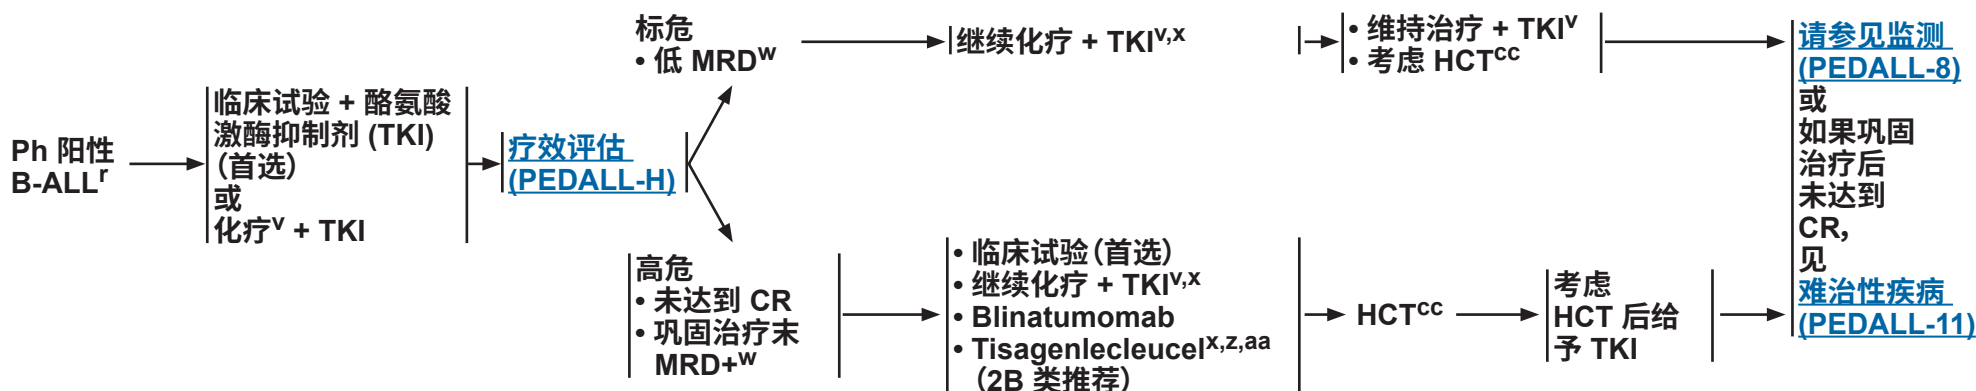 Ph 阳性
B-ALLr
临床试验 + 酪氨酸
激酶抑制剂 (TKI)
(首选)
或
化疗v + TKI
疗效评估
(PEDALL-H)
标危
• 低 MRDw
继续化疗 + TKIv,x
• 维持治疗 + TKIv
• 考虑 HCTcc
高危
• 未达到 CR
• 巩固治疗末
MRD+w
• 临床试验(首选)
• 继续化疗 + TKIv,x
• Blinatumomab
• Tisagenlecleucelx,z,aa
(2B 类推荐)
HCTcc
考虑
HCT 后给
予 TKI
请参见监测
(PEDALL-8)
或
如果巩固
治疗后
未达到
CR,
见
难治性疾病
(PEDALL-11)